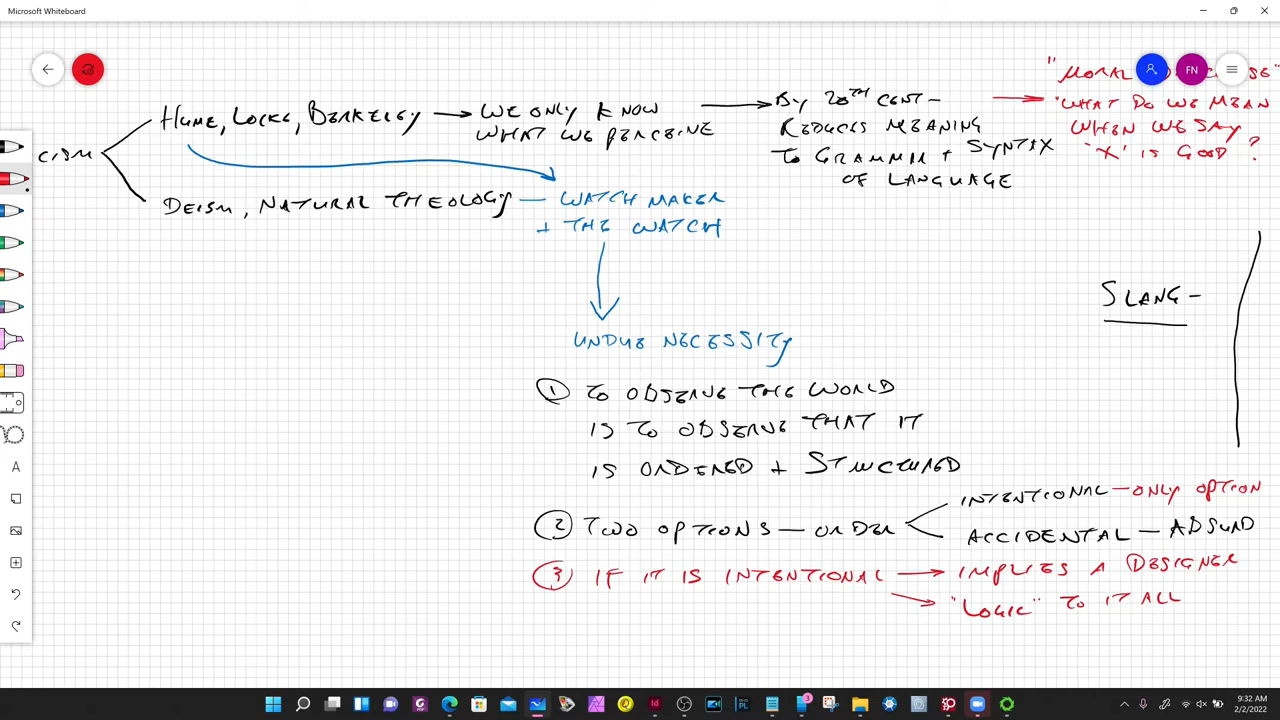 Microsoft Whiteboard
FN
"MORAL
HUME, LOCKE, BERKELEY
WE ONLY KNOW
WHAT WE PERCEIVE
BY 20TH CENT -
REDUCES MEANING
TO GRAMMAR + SYNTAX
OF LANGUAGE
"WHAT DO WE MEAN
WHEN WE SAY
'X' IS GOOD ?
CISM
DEISM, NATURAL THEOLOGY — WATCH MAKER
+ THE WATCH
SLANG -
UNDUE NECESSITY
1 TO OBSERVE THE WORLD
IS TO OBSERVE THAT IT
IS ORDERED + STRUCTURED
2 TWO OPTIONS — ORDER
INTENTIONAL — ONLY OPTION
ACCIDENTAL — ABSURD
3 IF IT IS INTENTIONAL
IMPLIES A DESIGNER
"LOGIC" TO IT ALL
9:32 AM
2/2/2022